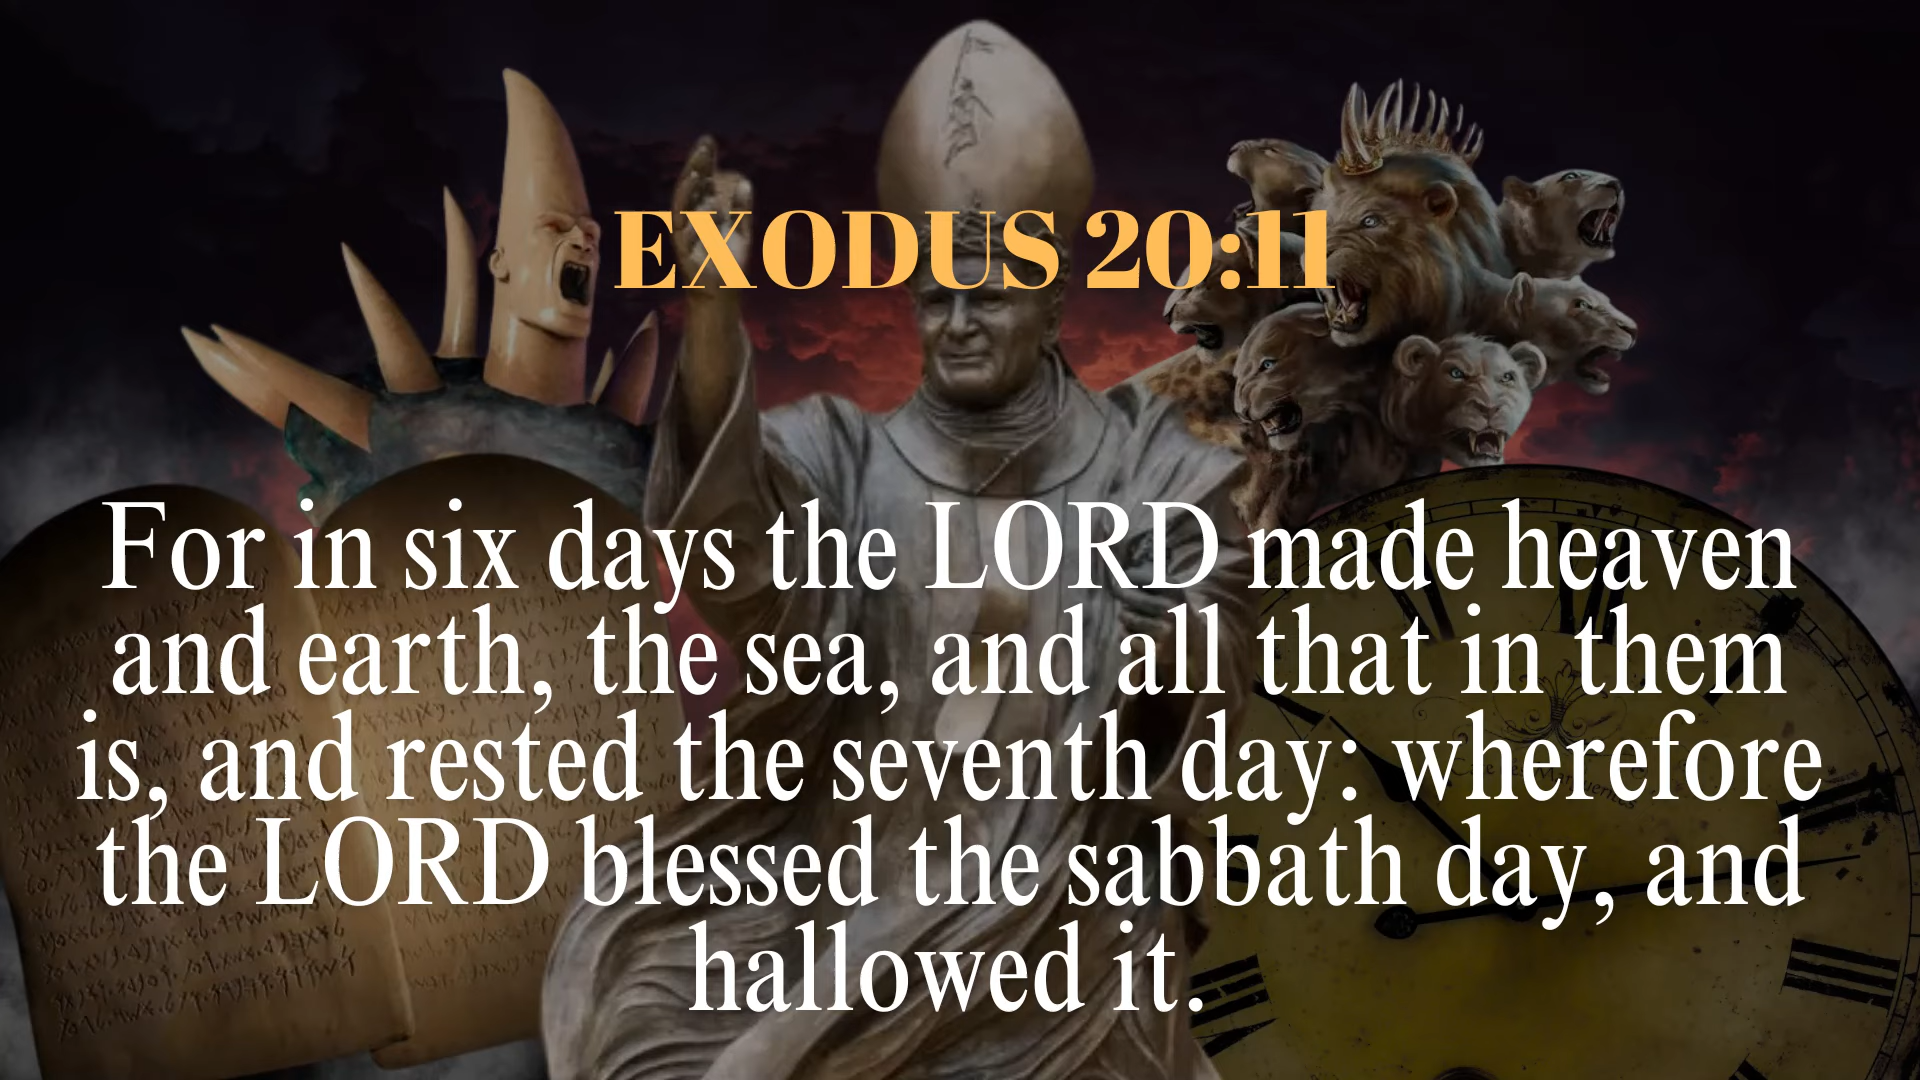 EXODUS 20:11
For in six days the LORD made heaven
and earth, the sea, and all that in them
is, and rested the seventh day: wherefore
the LORD blessed the sabbath day, and
hallowed it.